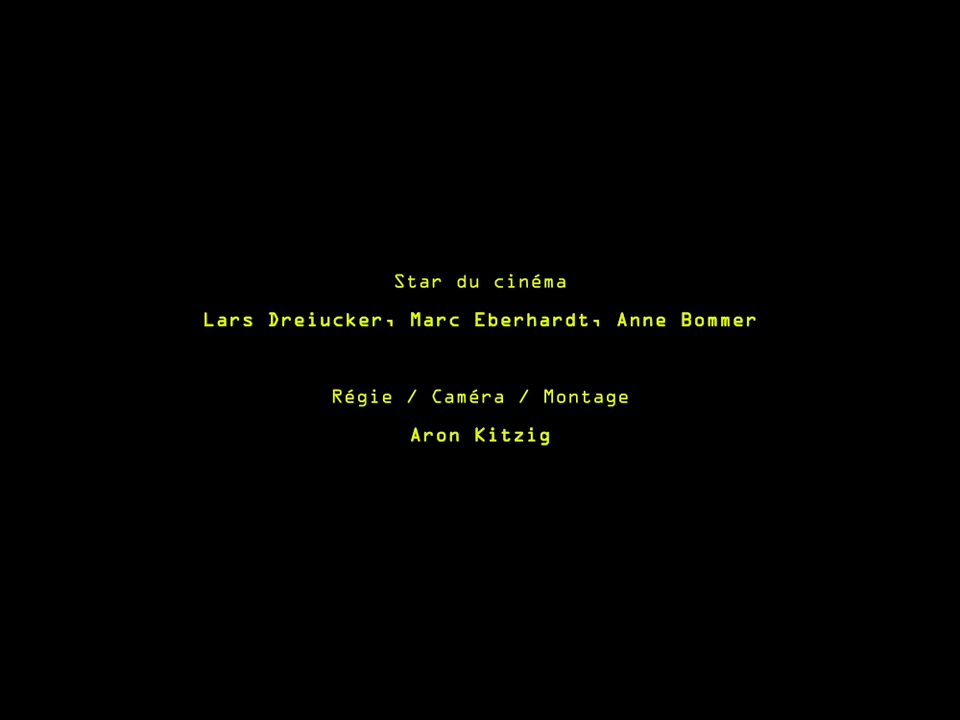 Star du cinéma
Lars Dreiucker, Marc Eberhardt, Anne Bommer
Régie / Caméra / Montage
Aron Kitzig